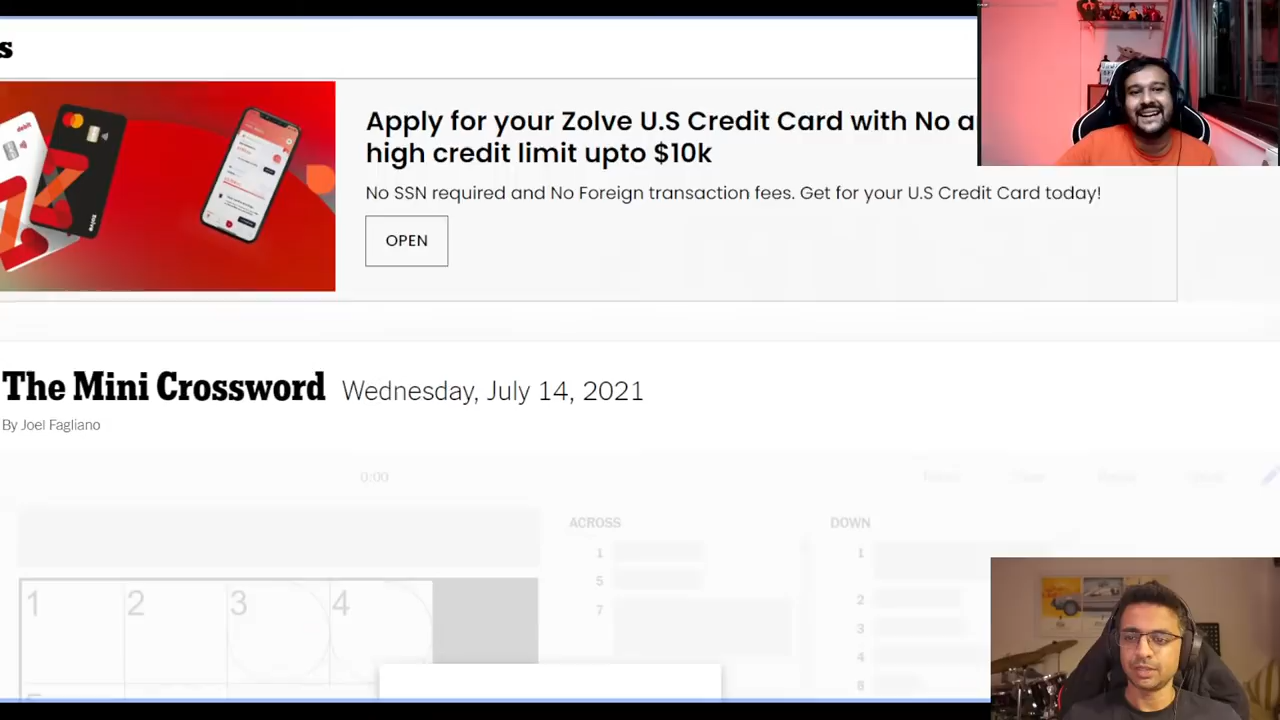 s
Apply for your Zolve U.S Credit Card with No a
high credit limit upto $10k
No SSN required and No Foreign transaction fees. Get for your U.S Credit Card today!
OPEN
debit
zolve
The Mini Crossword Wednesday, July 14, 2021
By Joel Fagliano
0:00
ACROSS
DOWN
1
1
5
2
7
3
4
1 2 3 4